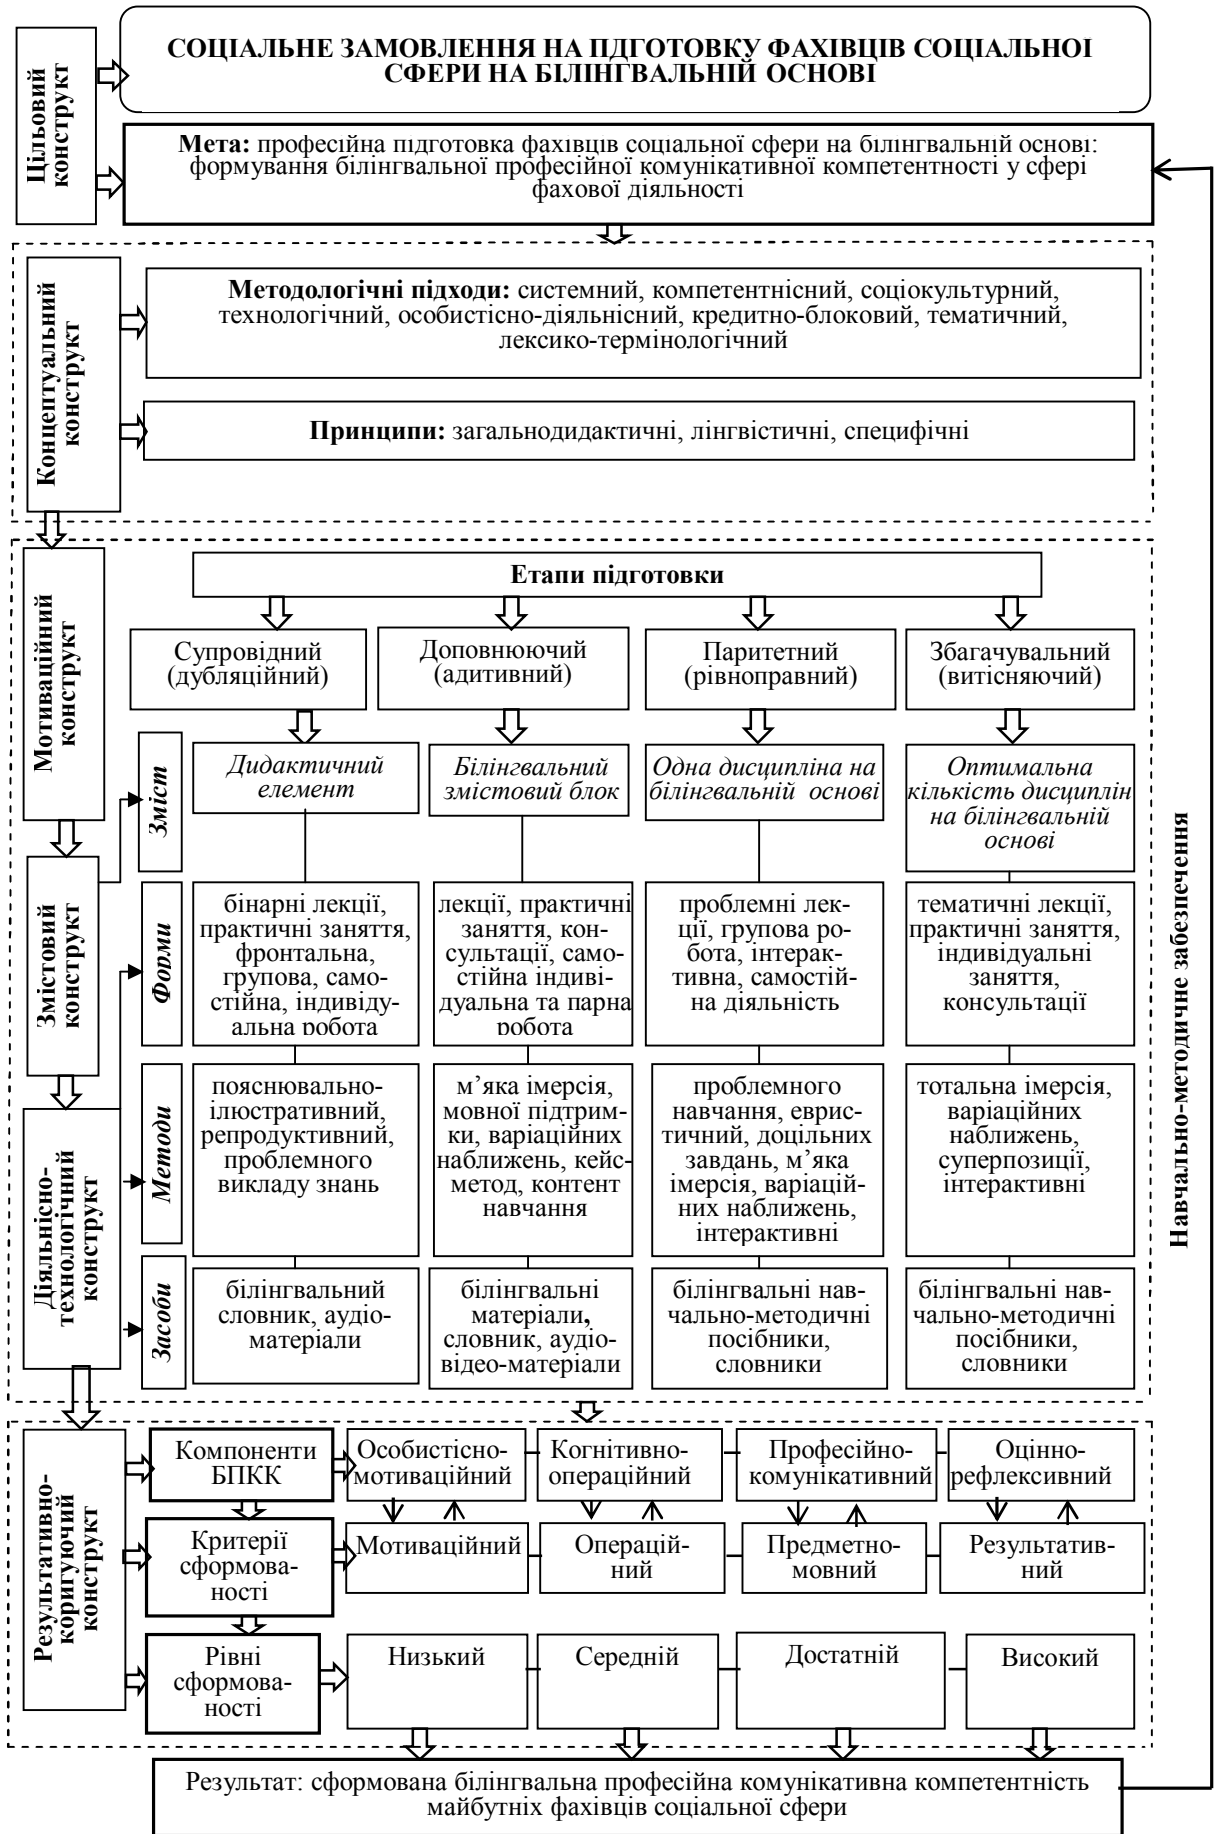 Цільовий
конструкт
СОЦІАЛЬНЕ ЗАМОВЛЕННЯ НА ПДГОТОВКУ ФАХІВЦІВ СОЦІАЛЬНОІ
СФЕРИ НА БІЛІНГВАЛЬНІЙ ОСНОВІ
Мета: професійна підготовка фахівців соціальної сфери на білінгвальній основі:
формування білінгвальної професійної комунікативної компетентності у сфері
фахової діяльності
Концептуальний
конструкт
Методологічні підходи: системний, компетентнісний, соціокультурний,
технологічний, особистісно-діяльнісний, кредитно-блоковий, тематичний,
лексико-термінологічний
Принципи: загальнодидактичні, лінгвістичні, специфічні
Мотиваційний
конструкт
Етапи підготовки
Супровідний
(дубляційний)
Доповнюючий
(адитивний)
Паритетний
(рівноправний)
Збагачувальний
(витісняючий)
Зміст
Дидактичний
елемент
Білінгвальний
змістовий блок
Одна дисципліна на
білінгвальній основі
Оптимальна
кількість дисциплін
на білінгвальній
основі
Змістовий
конструкт
Форми
бінарні лекції,
практичні заняття,
фронтальна,
групова, само-
стійна, індивіду-
альна робота
лекції, практичні
заняття, кон-
сультації, само-
стійна індиві-
дуальна та парна
робота
проблемні лек-
ції, групова ро-
бота, інтерак-
тивна, самостій-
на діяльність
тематичні лекції,
практичні заняття,
індивідуальні
заняття,
консультації
Діяльнісно-
технологічний
конструкт
Методи
пояснювально-
ілюстративний,
репродуктивний,
проблемного
викладу знань
м’яка імерсія,
мовної підтрим-
ки, варіаційних
наближень, кейс-
метод, контент
навчання
проблемного
навчання, еврис-
тичний, доцільних
завдань, м’яка
імерсія, варіацій-
них наближень,
інтерактивні
тотальна імерсія,
варіаційних
наближень,
суперпозиції,
інтерактивні
Засоби
білінгвальний
словник, аудіо-
матеріали
білінгвальні
матеріали,
словник, аудіо-
відео-матеріали
білінгвальні нав-
чально-методичні
посібники,
словники
білінгвальні нав-
чально-методичні
посібники,
словники
Навчально-методичне забезпечення
Результативно-
коригуючий
конструкт
Компоненти
БПКК
Особистісно-
мотиваційний
Когнітивно-
операційний
Професійно-
комунікативний
Оцінно-
рефлексивний
Критерії
сформова-
ності
Мотиваційний
Операцій-
ний
Предметно-
мовний
Результатив-
ний
Рівні
сформова-
ності
Низький
Середній
Достатній
Високий
Результат: сформована білінгвальна професійна комунікативна компетентність
майбутніх фахівців соціальної сфери